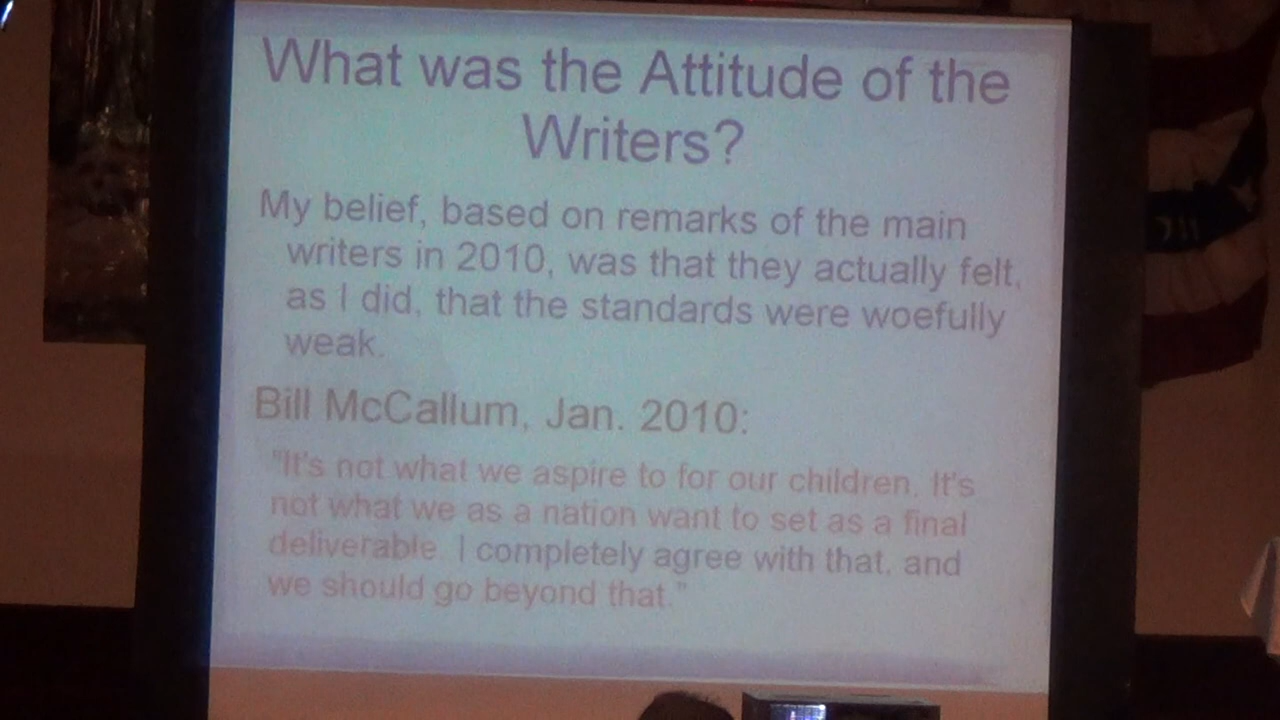 What was the Attitude of the
Writers?
My belief, based on remarks of the main
writers in 2010, was that they actually felt,
as I did, that the standards were woefully
weak.
Bill McCallum, Jan. 2010:
"It's not what we aspire to for our children. It's
not what we as a nation want to set as a final
deliverable. I completely agree with that, and
we should go beyond that."